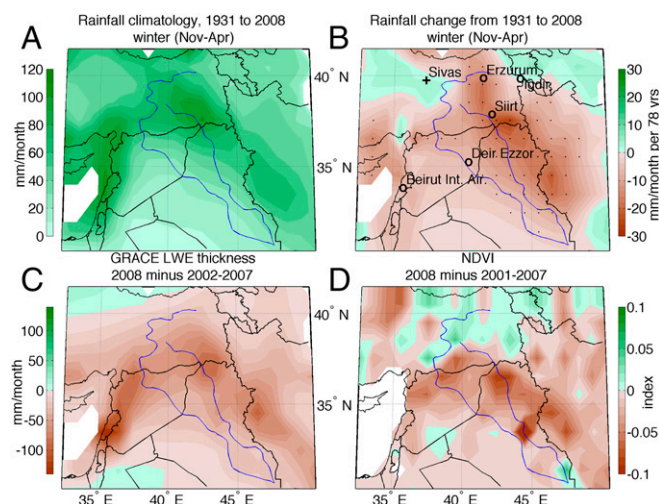 A
Rainfall climatology, 1931 to 2008
winter (Nov-Apr)
120
100
80
60
40
20
0
mm/month
B
Rainfall change from 1931 to 2008
winter (Nov-Apr)
40° N
35° N
Sivas
Erzurum
Igdir
Siirt
Deir Ezzor
Beirut Int. Air.
30
20
10
0
-10
-20
-30
mm/month per 78 yrs
C
GRACE LWE thickness
2008 minus 2002-2007
100
50
0
-50
-100
mm/month
35° E
40° E
45° E
D
NDVI
2008 minus 2001-2007
40° N
35° N
0.1
0.05
0
-0.05
-0.1
index
35° E
40° E
45° E